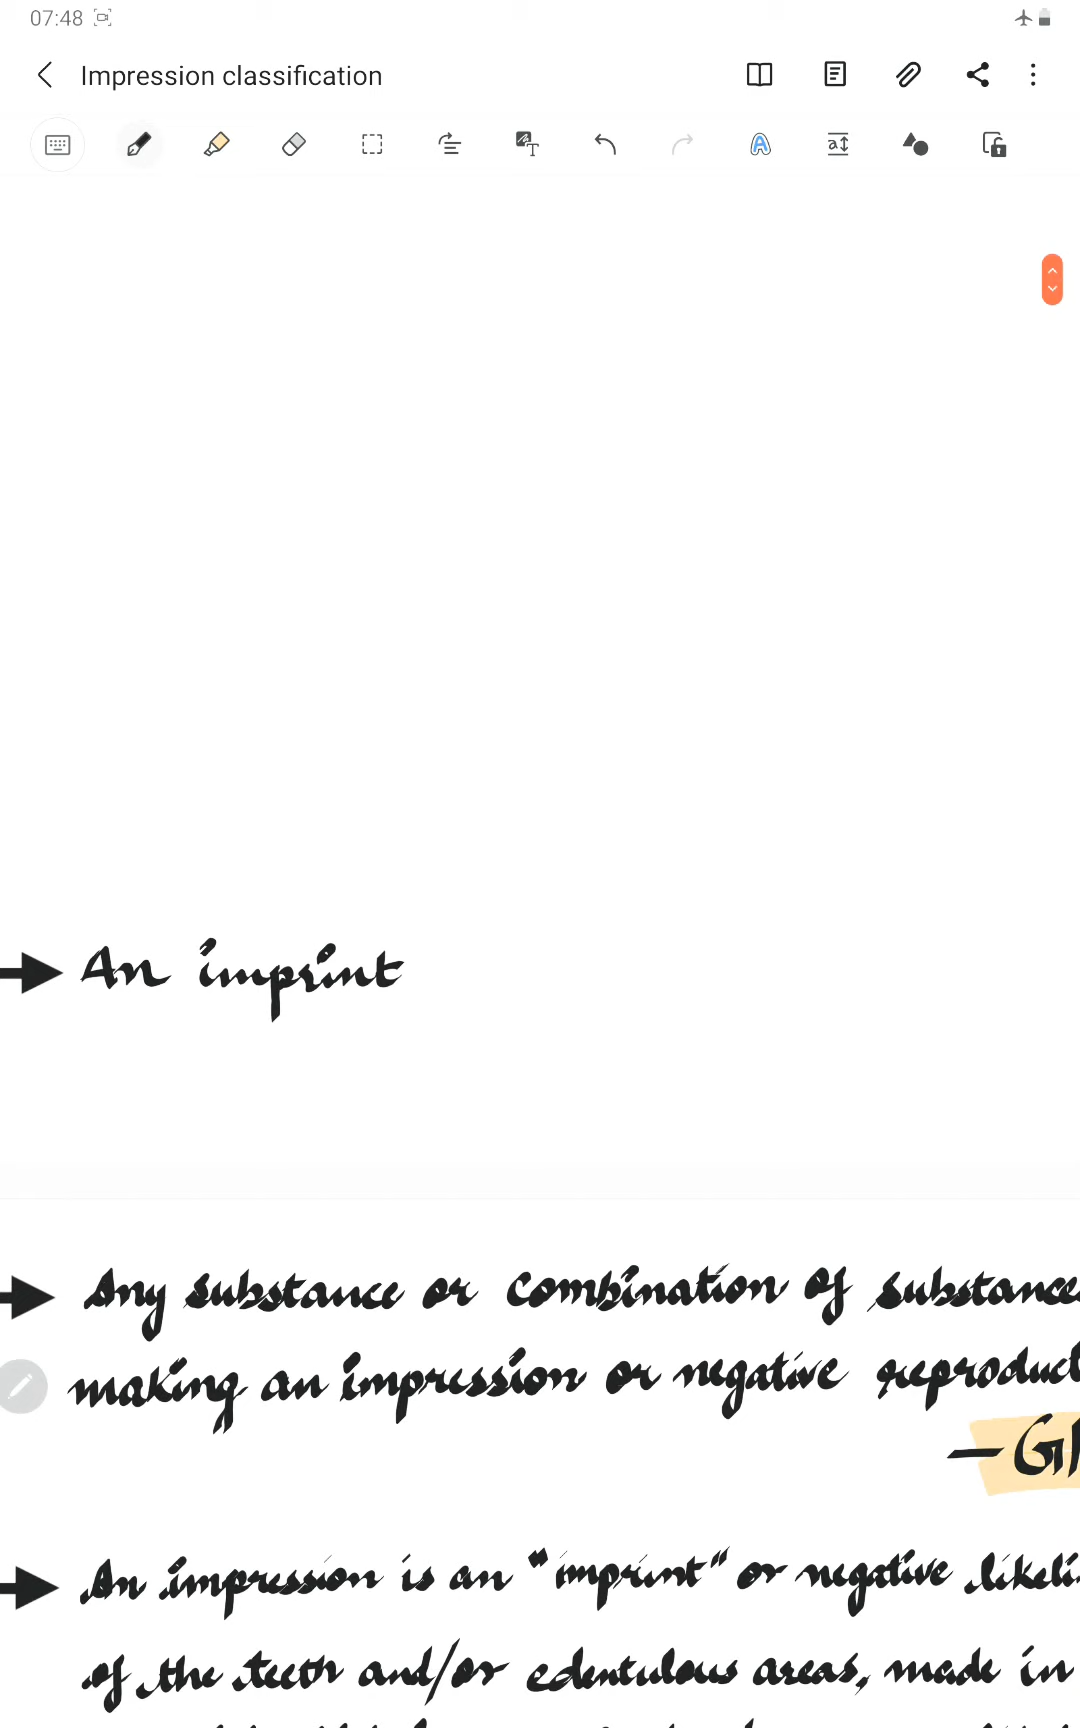 07:48
Impression classification
An imprint
Any substance or combination of substance
making an impression or negative reproduct
— G
An impression is an "imprint" or negative likeli
of the teeth and/or edentulous areas, made in